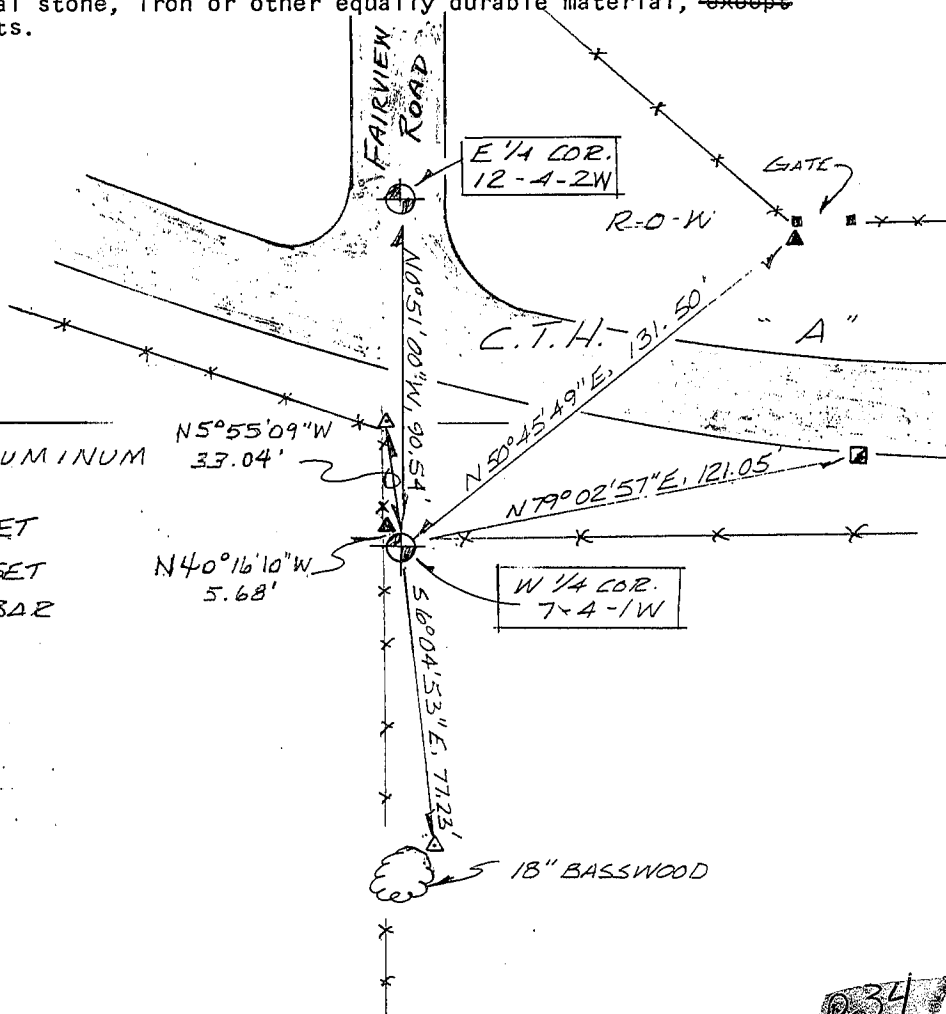 al stone, iron or other equally durable material, except
ts.
FAIRVIEW
ROAD
E 1/4 COR.
12-4-2W
GATE
R-O-W
N0°51'00"W, 90.54'
C.T.H.
"A"
N50°45'49"E, 131.50'
N5°55'09"W
33.04'
UMINUM
N79°02'57"E, 121.05'
ET
SET
BAR
N40°16'10"W
5.68'
W 1/4 COR.
7-4-1W
S6°04'53"E, 77.23'
18" BASSWOOD